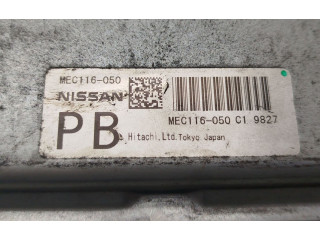 MEC116-050
NISSAN
MEC116-050 C1 9827
PB
Hitachi,Ltd.Tokyo Japan